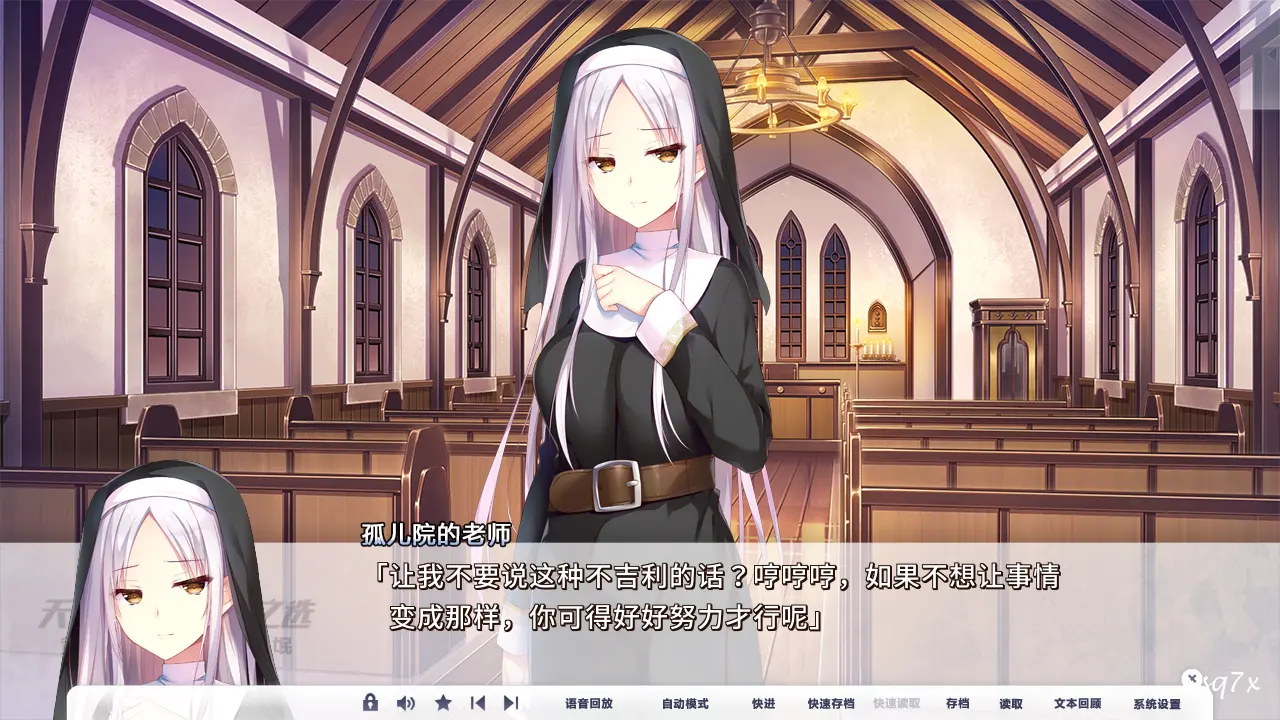 孤儿院的老师
「让我不要说这种不吉利的话？哼哼哼，如果不想让事情
变成那样，你可得好好努力才行呢」
语音回放 自动模式 快进 快速存档 快速读取 存档 读取 文本回顾 系统设置